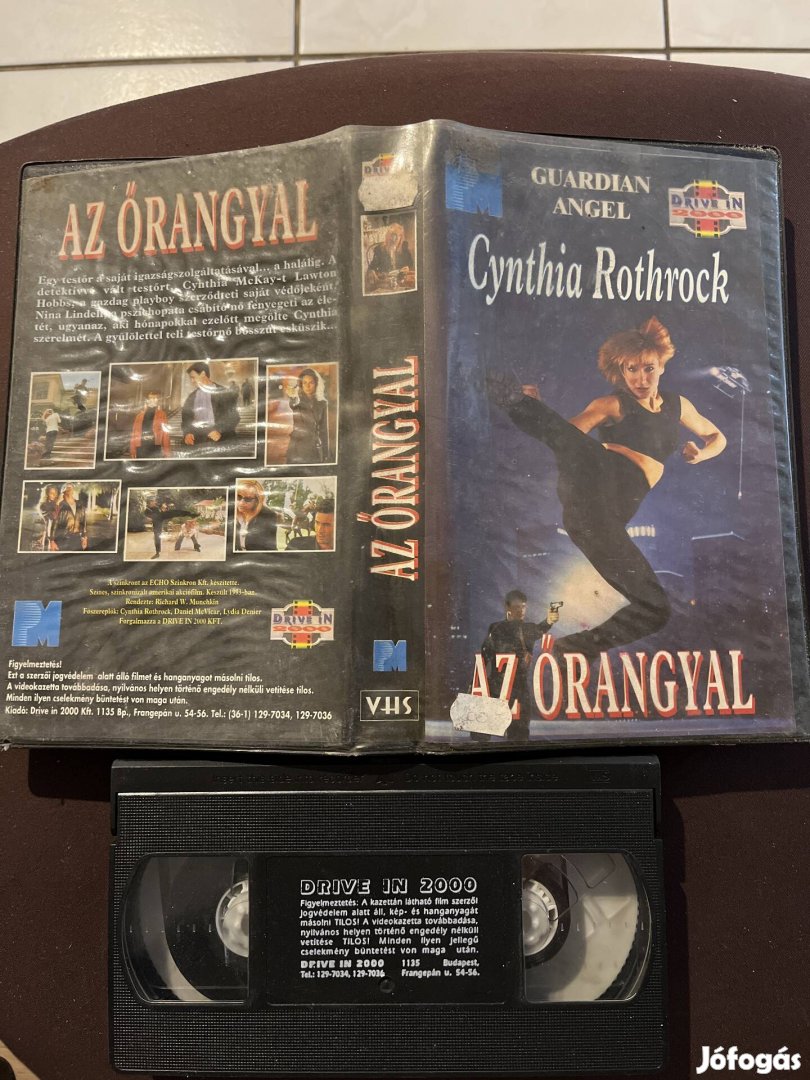 AZ ŐRANGYAL
Egy testőr a saját igazságszolgáltatásával... a halálig. A
detektívvé vált testőrt, Cyhthia McKay-t Lawton
Hobbs, a gazdag playboy szerződteti saját védőjeként.
Nina Lindell, a pszichopata csábító nő fenyegeti az éle-
tét, ugyanaz, aki hónapokkal ezelőtt megölte Cynthia
szerelmét. A gyűlölettel teli testőrnő bosszút esküszik...
A szinkront az ECHO Szinkron Kft. készítette.
Színes, szinkronizált amerikai akciófilm. Készült 1993-ban.
Rendezte: Richard W. Munchkin
Főszereplők: Cynthia Rothrock, Daniel McVicar, Lydia Denier
Forgalmazza a DRIVE IN 2000 KFT.
PM
DRIVE IN
2000
Figyelmeztetés!
Ezt a szerzői jogvédelem alatt álló filmet és hanganyagot másolni tilos.
A videokazetta továbbadása, nyilvános helyen történő engedély nélküli vetítése tilos.
Minden ilyen cselekmény büntetést von maga után.
Kiadó: Drive in 2000 Kft. 1135 Bp., Frangepán u. 54-56. Tel.: (36-1) 129-7034, 129-7036
AZ ŐRANGYAL
PM
VHS
PM
GUARDIAN
ANGEL
DRIVE IN
2000
Cynthia Rothrock
AZ ŐRANGYAL
DRIVE IN 2000
Figyelmeztetés: A kazettán látható film szerzői
jogvédelem alatt áll, kép- és hanganyagát
másolni TILOS! A videokazetta továbbadása,
nyilvános helyen történő engedély nélküli
vetítése TILOS! Minden ilyen jellegű
cselekmény büntetést von maga után.
DRIVE IN 2000 1135 Budapest,
Tel.: 129-7034, 129-7036 Frangepán u. 54-56.
Jófogás